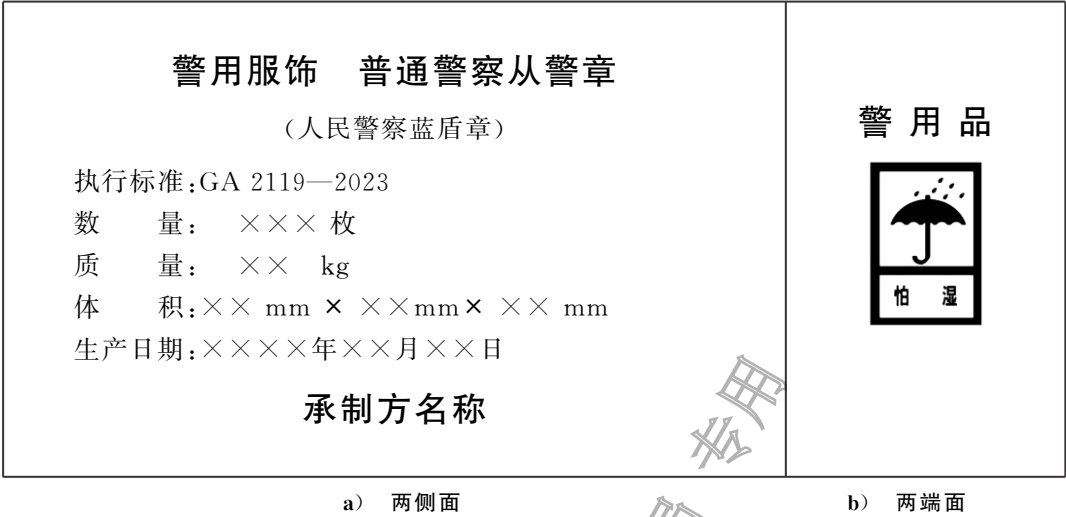 警用服饰 普通警察从警章
(人民警察蓝盾章)
执行标准:GA 2119—2023
数 量: ××× 枚
质 量: ×× kg
体 积:×× mm × ××mm× ×× mm
生产日期:××××年××月××日
承制方名称
警 用 品
怕 湿
专用
a) 两侧面
b) 两端面